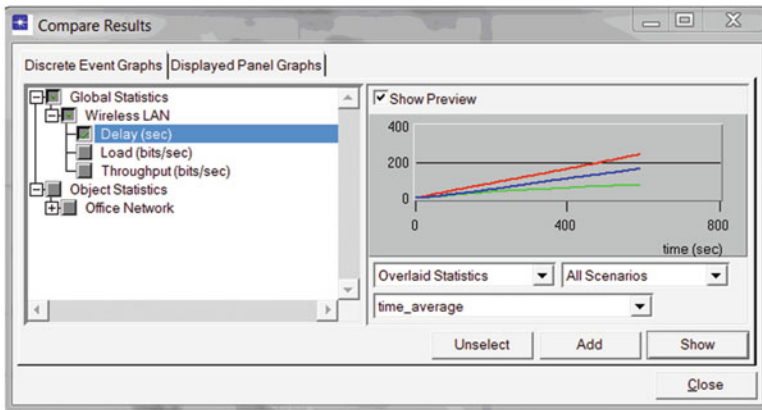 Compare Results
Discrete Event Graphs Displayed Panel Graphs
Global Statistics
Wireless LAN
Delay (sec)
Load (bits/sec)
Throughput (bits/sec)
Object Statistics
Office Network
Show Preview
400
200
0
0 400 800
time (sec)
Overlaid Statistics All Scenarios
time_average
Unselect Add Show
Close